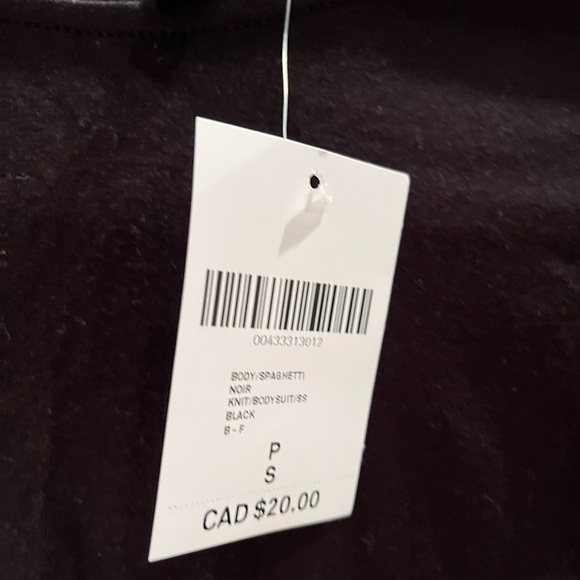 00433313012
BODY/SPAGHETTI
NOIR
KNIT/BODYSUIT/SS
BLACK
B - F
P
S
CAD $20.00